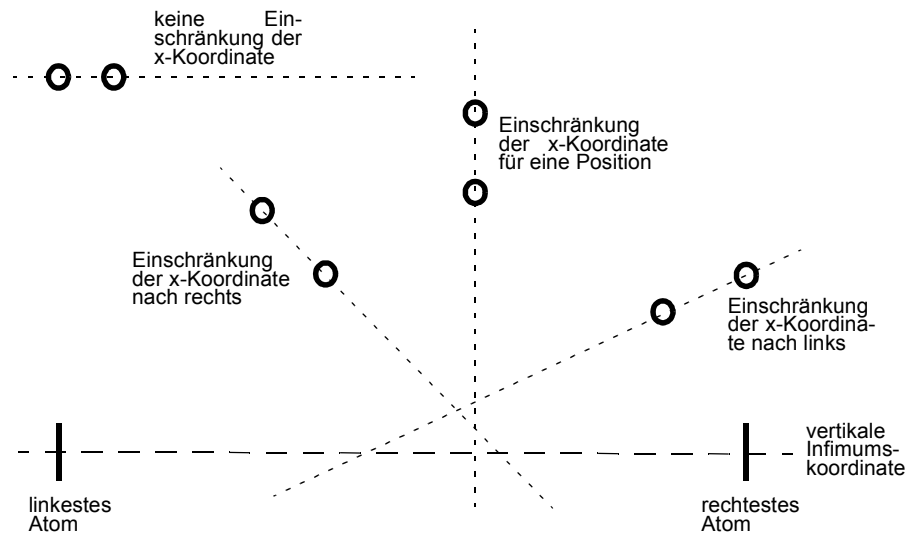 keine Ein-
schränkung der
x-Koordinate
Einschränkung
der x-Koordinate
für eine Position
Einschränkung
der x-Koordinate
nach rechts
Einschränkung
der x-Koordina-
te nach links
vertikale
Infimums-
koordinate
linkestes
Atom
rechtestes
Atom